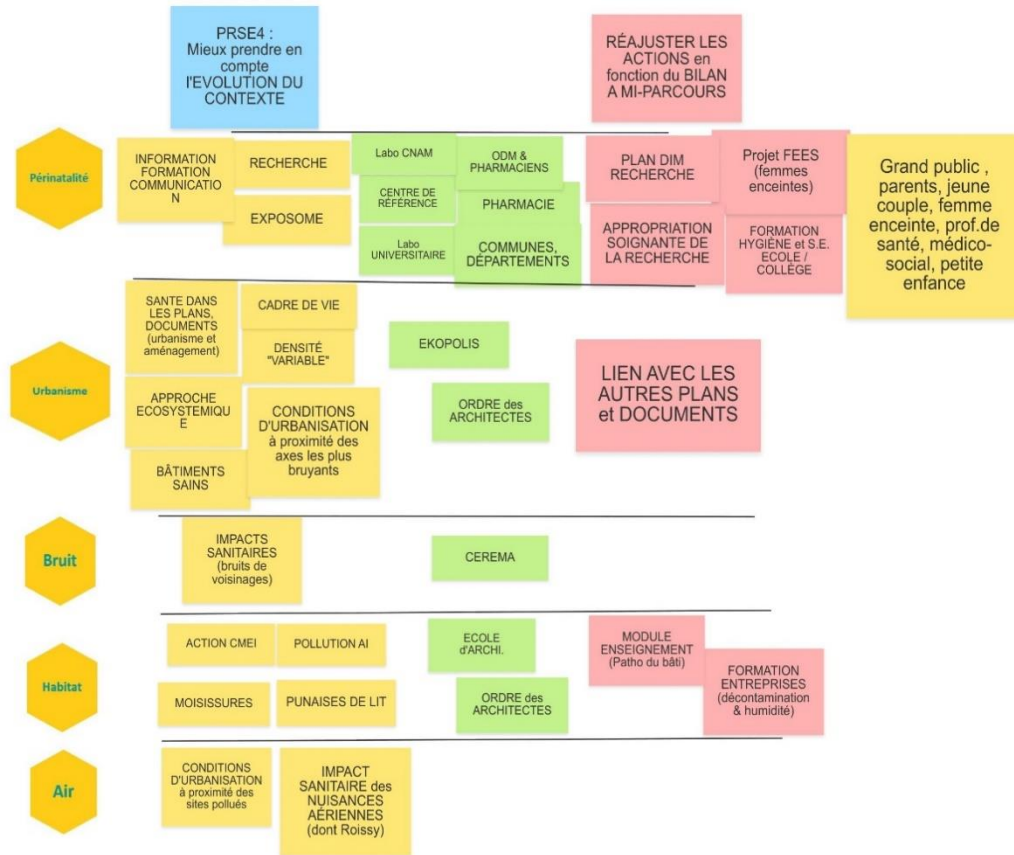 PRSE4 :
Mieux prendre en
compte
l'EVOLUTION DU
CONTEXTE
RÉAJUSTER LES
ACTIONS en
fonction du BILAN
A MI-PARCOURS
Périnatalité
INFORMATION
FORMATION
COMMUNICATIO
N
RECHERCHE
EXPOSOME
Labo CNAM
ODM &
PHARMACIENS
CENTRE DE
RÉFÉRENCE
PHARMACIE
Labo
UNIVERSITAIRE
COMMUNES,
DÉPARTEMENTS
PLAN DIM
RECHERCHE
Projet FEES
(femmes
enceintes)
APPROPRIATION
SOIGNANTE DE
LA RECHERCHE
FORMATION
HYGIÈNE et S.E.
ECOLE /
COLLÈGE
Grand public ,
parents, jeune
couple, femme
enceinte, prof.de
santé, médico-
social, petite
enfance
Urbanisme
SANTE DANS
LES PLANS,
DOCUMENTS
(urbanisme et
aménagement)
CADRE DE VIE
DENSITÉ
"VARIABLE"
APPROCHE
ECOSYSTEMIQU
E
CONDITIONS
D'URBANISATION
à proximité des
axes les plus
bruyants
BÂTIMENTS
SAINS
EKOPOLIS
ORDRE des
ARCHITECTES
LIEN AVEC LES
AUTRES PLANS
et DOCUMENTS
Bruit
IMPACTS
SANITAIRES
(bruits de
voisinages)
CEREMA
Habitat
ACTION CMEI
POLLUTION AI
MOISISSURES
PUNAISES DE LIT
ECOLE
d'ARCHI.
ORDRE des
ARCHITECTES
MODULE
ENSEIGNEMENT
(Patho du bâti)
FORMATION
ENTREPRISES
(décontamination
& humidité)
Air
CONDITIONS
D'URBANISATION
à proximité des
sites pollués
IMPACT
SANITAIRE des
NUISANCES
AÉRIENNES
(dont Roissy)